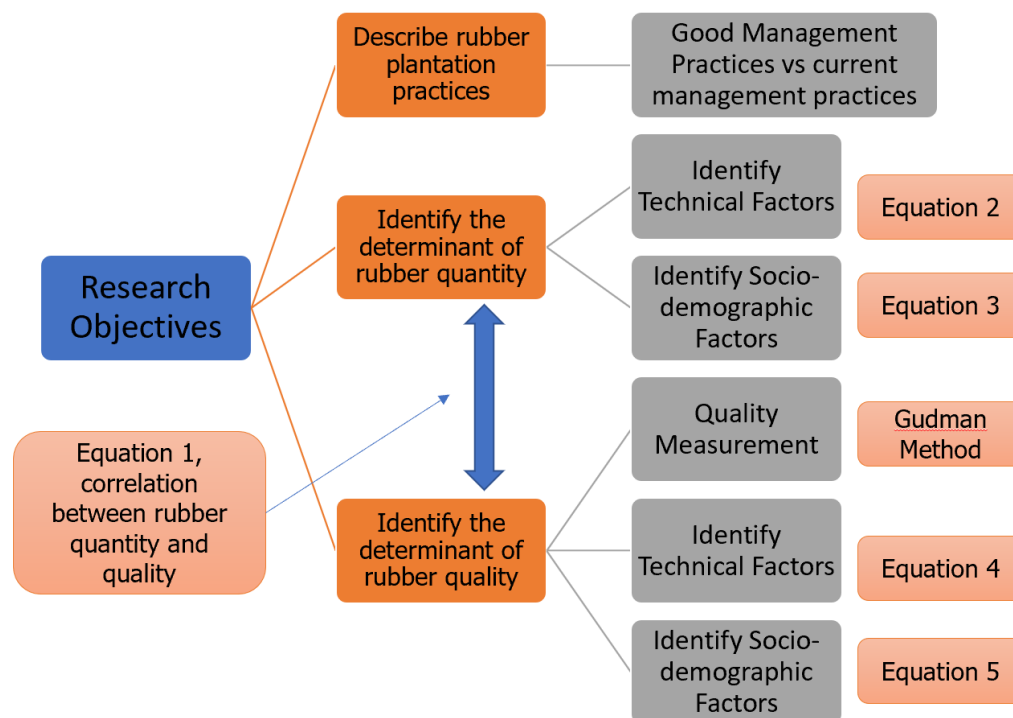 Describe rubber
plantation
practices
Good Management
Practices vs current
management practices
Identify
Technical Factors
Equation 2
Identify the
determinant of
rubber quantity
Identify Socio-
demographic
Factors
Equation 3
Research
Objectives
Quality
Measurement
Gudman
Method
Equation 1,
correlation
between rubber
quantity and
quality
Identify the
determinant of
rubber quality
Identify
Technical Factors
Equation 4
Identify Socio-
demographic
Factors
Equation 5